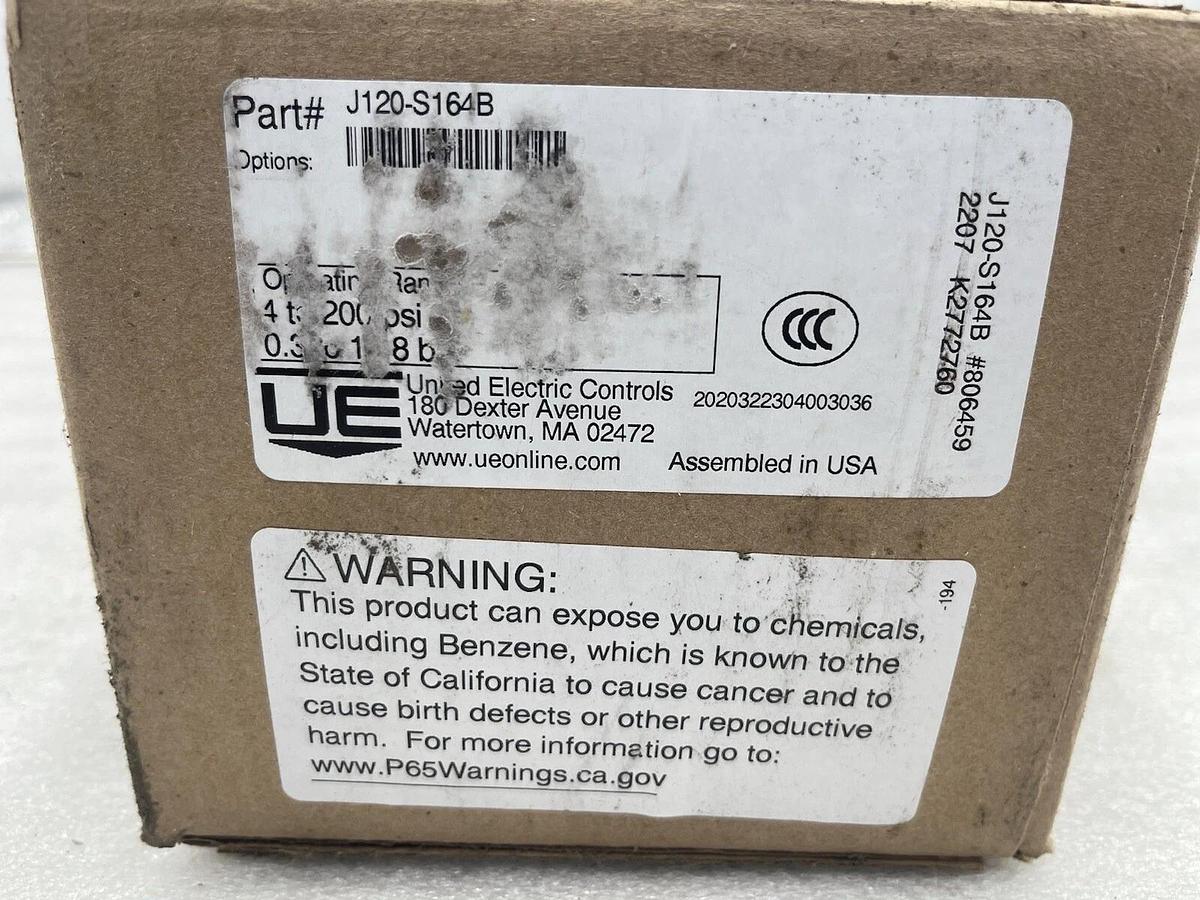 Part# J120-S164B
Options:
psi
UE
United Electric Controls
180 Dexter Avenue
Watertown, MA 02472
www.ueonline.com
CCC
2020322304003036
Assembled in USA
J120-S164B #806459
2207 K2772760
WARNING:
This product can expose you to chemicals,
including Benzene, which is known to the
State of California to cause cancer and to
cause birth defects or other reproductive
harm. For more information go to:
www.P65Warnings.ca.gov
-194